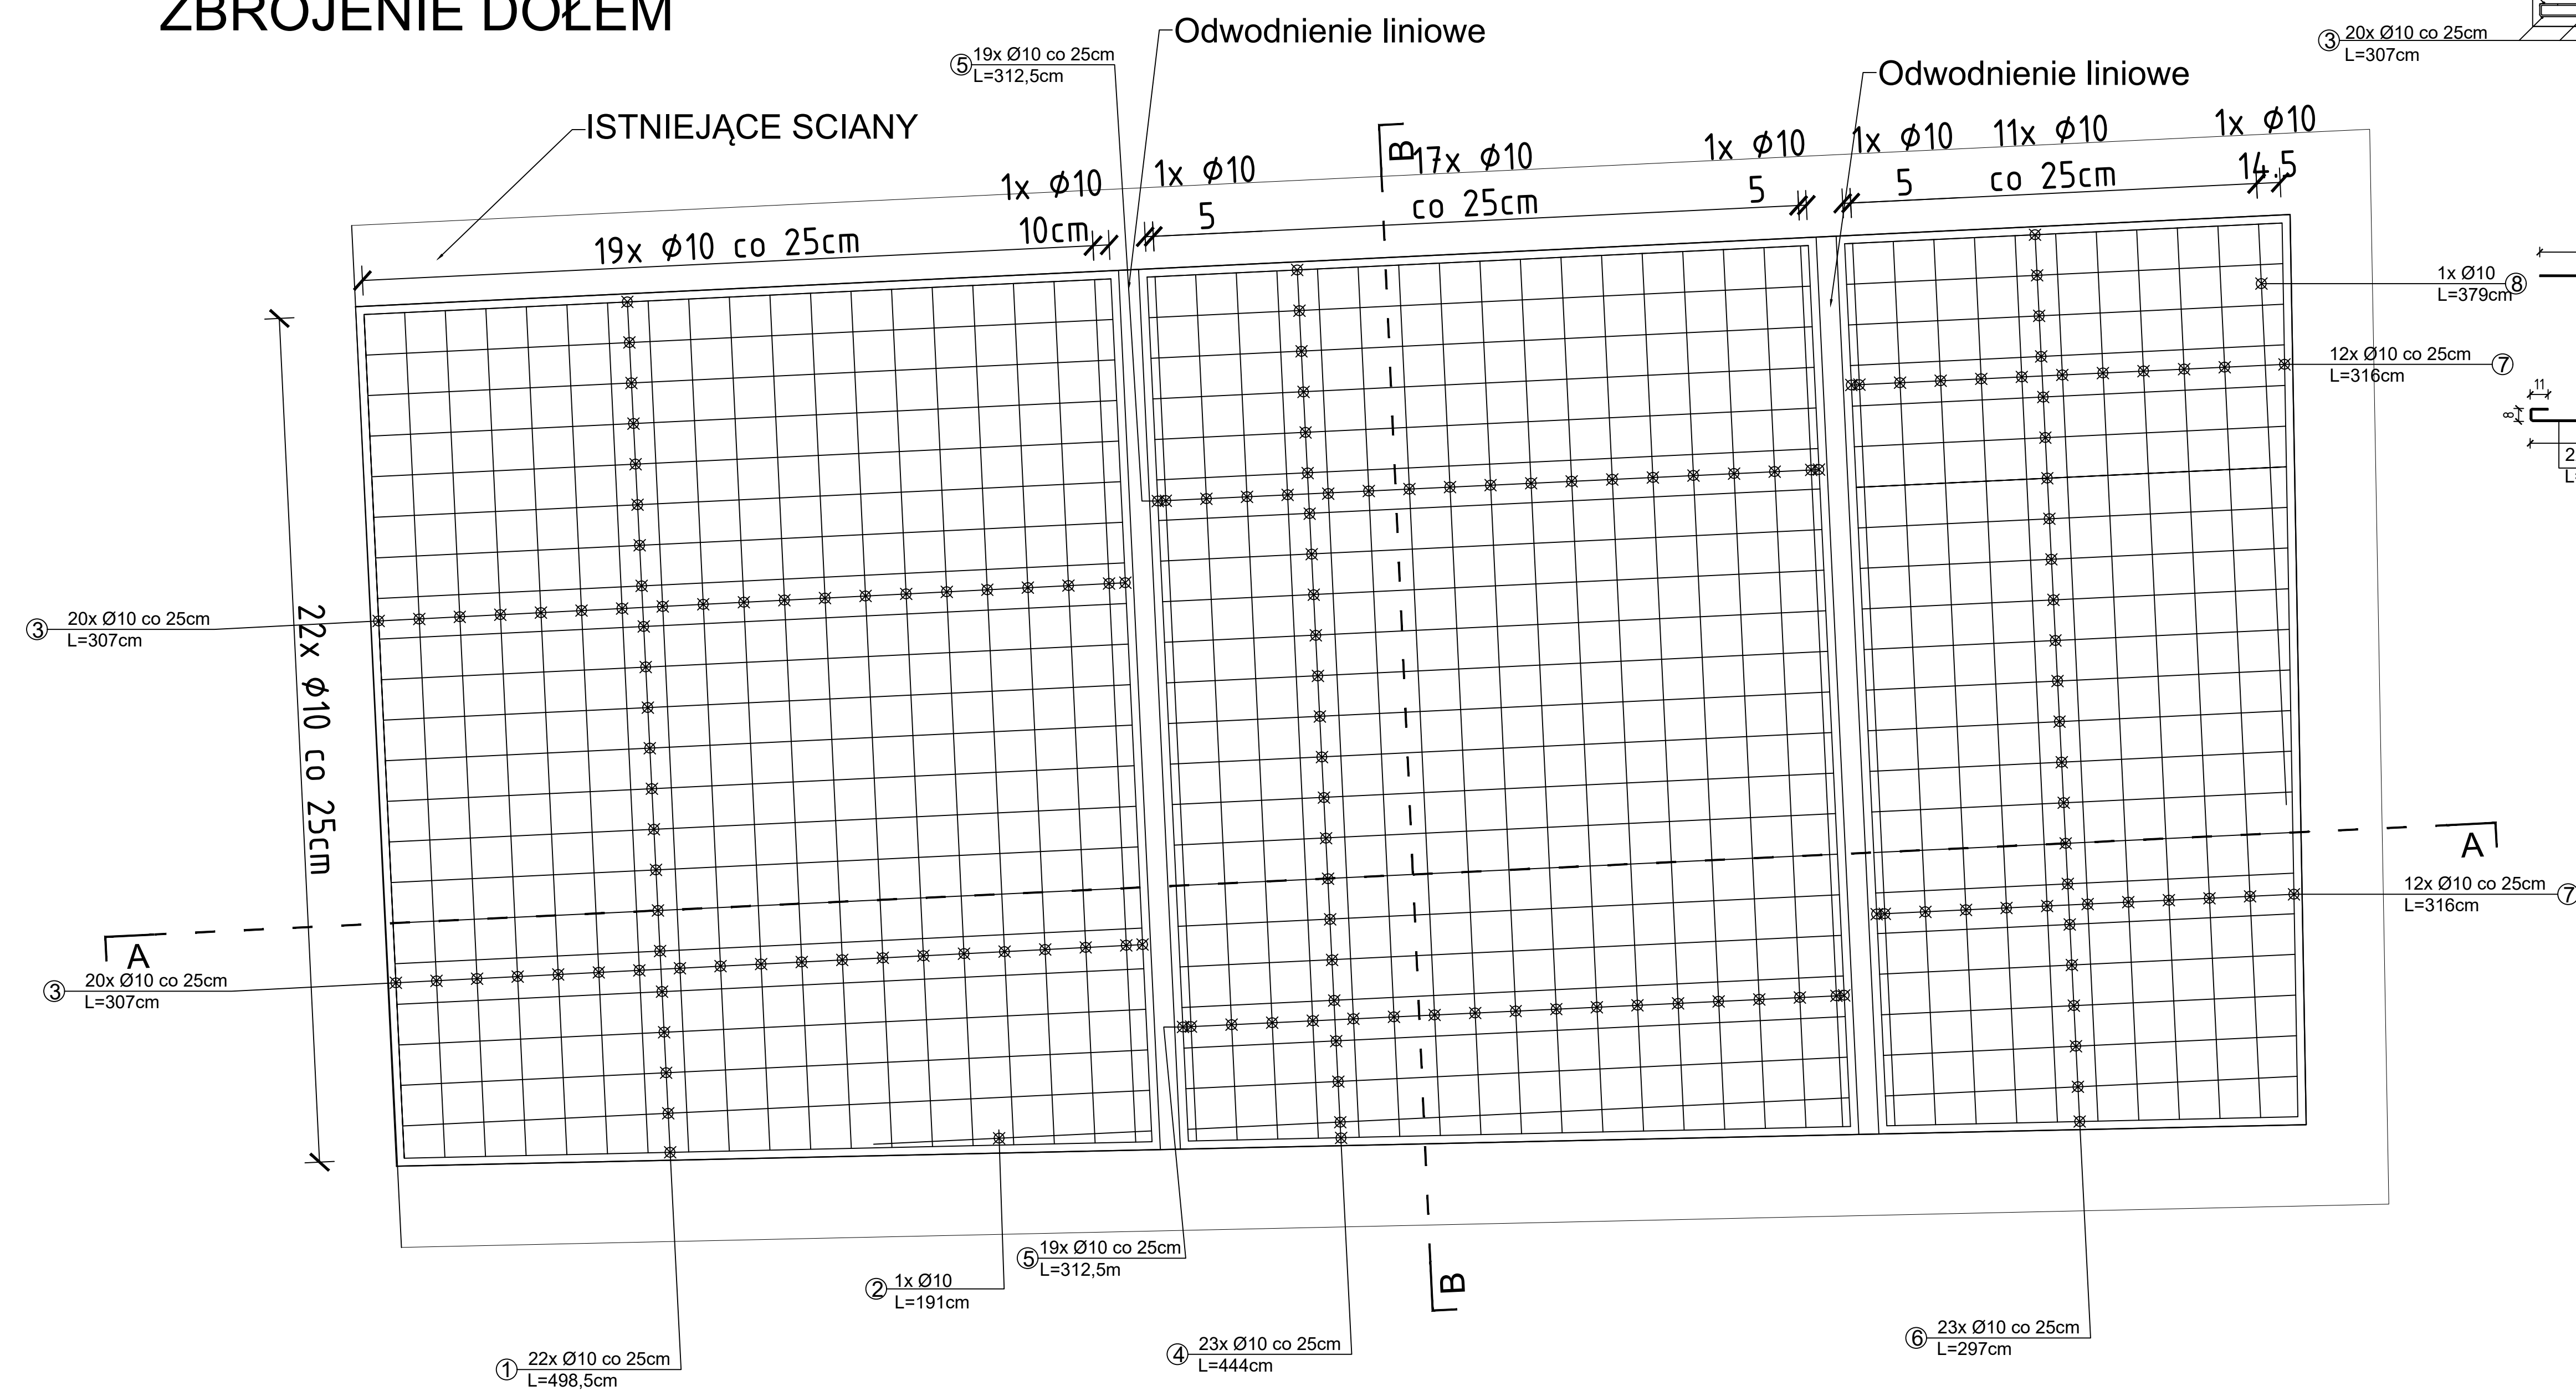 ZBROJENIE DOŁEM
Odwodnienie liniowe
③ 20x Ø10 co 25cm
L=307cm
⑤ 19x Ø10 co 25cm
L=312,5cm
Odwodnienie liniowe
ISTNIEJĄCE SCIANY
1x Ø10
1x Ø10
B
17x Ø10
1x Ø10
1x Ø10
11x Ø10
1x Ø10
19x Ø10 co 25cm
10cm
5
co 25cm
5
5
co 25cm
14.5
1x Ø10
L=379cm ⑧
12x Ø10 co 25cm
L=316cm ⑦
11
8
2
L
③ 20x Ø10 co 25cm
L=307cm
22x Ø10 co 25cm
A
A
12x Ø10 co 25cm
L=316cm ⑦
③ 20x Ø10 co 25cm
L=307cm
⑤ 19x Ø10 co 25cm
L=312,5m
② 1x Ø10
L=191cm
B
④ 23x Ø10 co 25cm
L=444cm
⑥ 23x Ø10 co 25cm
L=297cm
① 22x Ø10 co 25cm
L=498,5cm